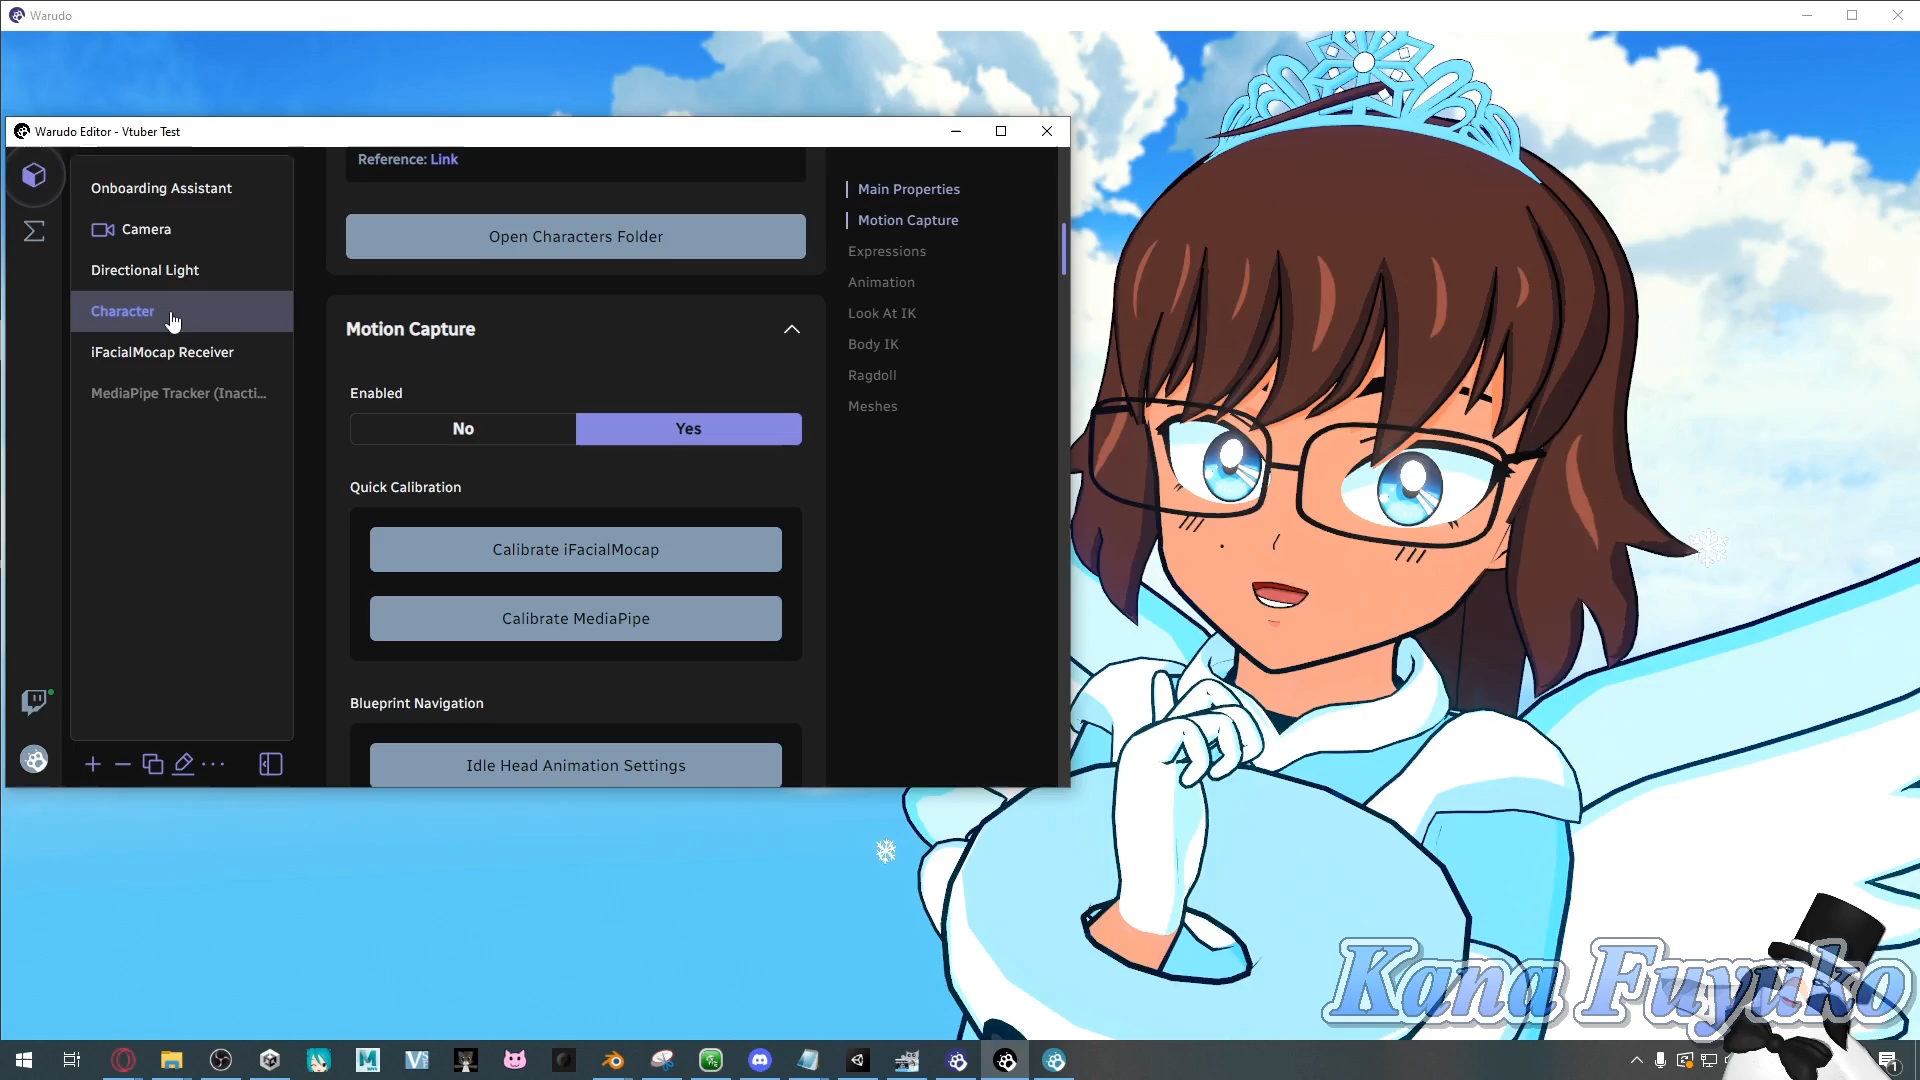 Warudo
Warudo Editor - Vtuber Test
Onboarding Assistant
Camera
Directional Light
Character
iFacialMocap Receiver
MediaPipe Tracker (Inacti...
Reference: Link
Open Characters Folder
Motion Capture
Enabled
No
Yes
Quick Calibration
Calibrate iFacialMocap
Calibrate MediaPipe
Blueprint Navigation
Idle Head Animation Settings
Main Properties
Motion Capture
Expressions
Animation
Look At IK
Body IK
Ragdoll
Meshes
Kana Fuyuko
1